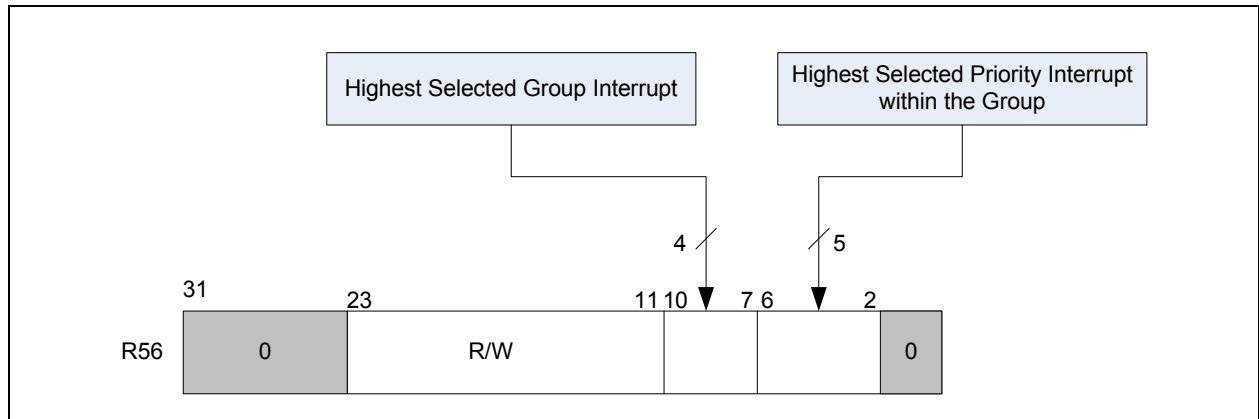 Highest Selected Group Interrupt
Highest Selected Priority Interrupt
within the Group
4
5
31
23
11
10
7
6
2
R56
0
R/W
0